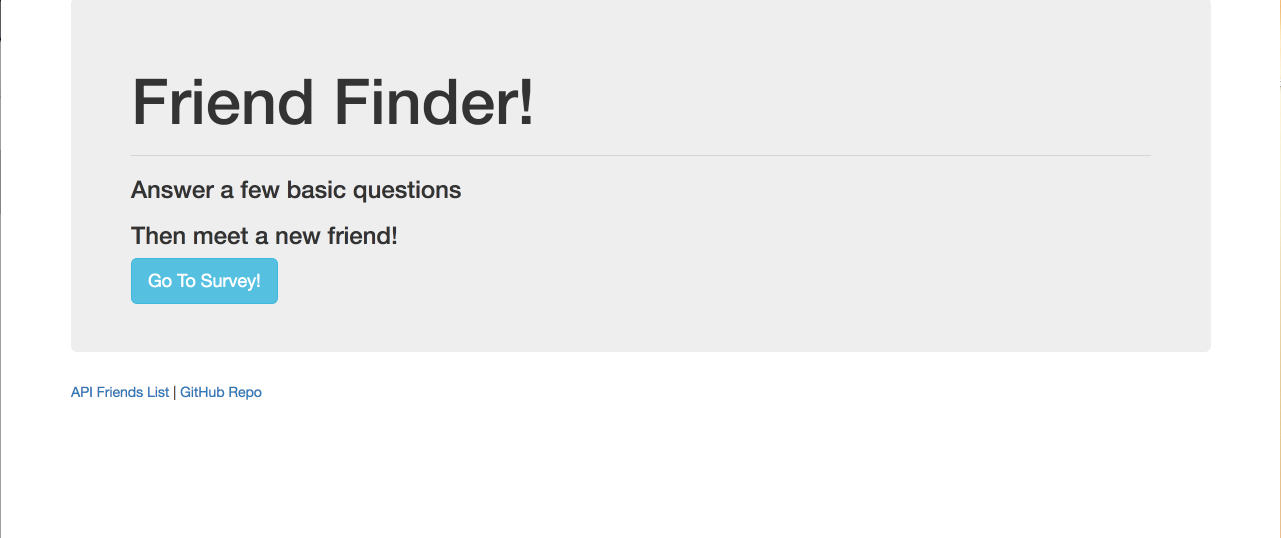 Friend Finder!
Answer a few basic questions
Then meet a new friend!
Go To Survey!
API Friends List | GitHub Repo